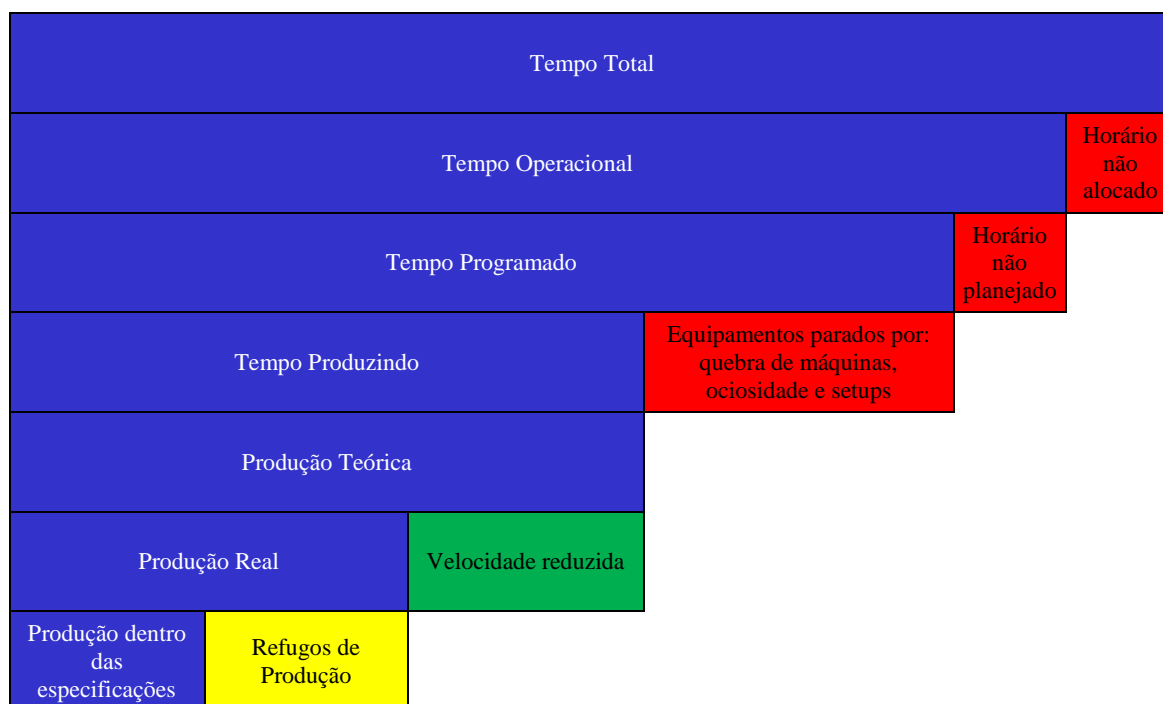 Tempo Total
Tempo Operacional
Horário
não
alocado
Tempo Programado
Horário
não
planejado
Tempo Produzindo
Equipamentos parados por:
quebra de máquinas,
ociosidade e setups
Produção Teórica
Produção Real
Velocidade reduzida
Produção dentro
das
especificações
Refugos de
Produção